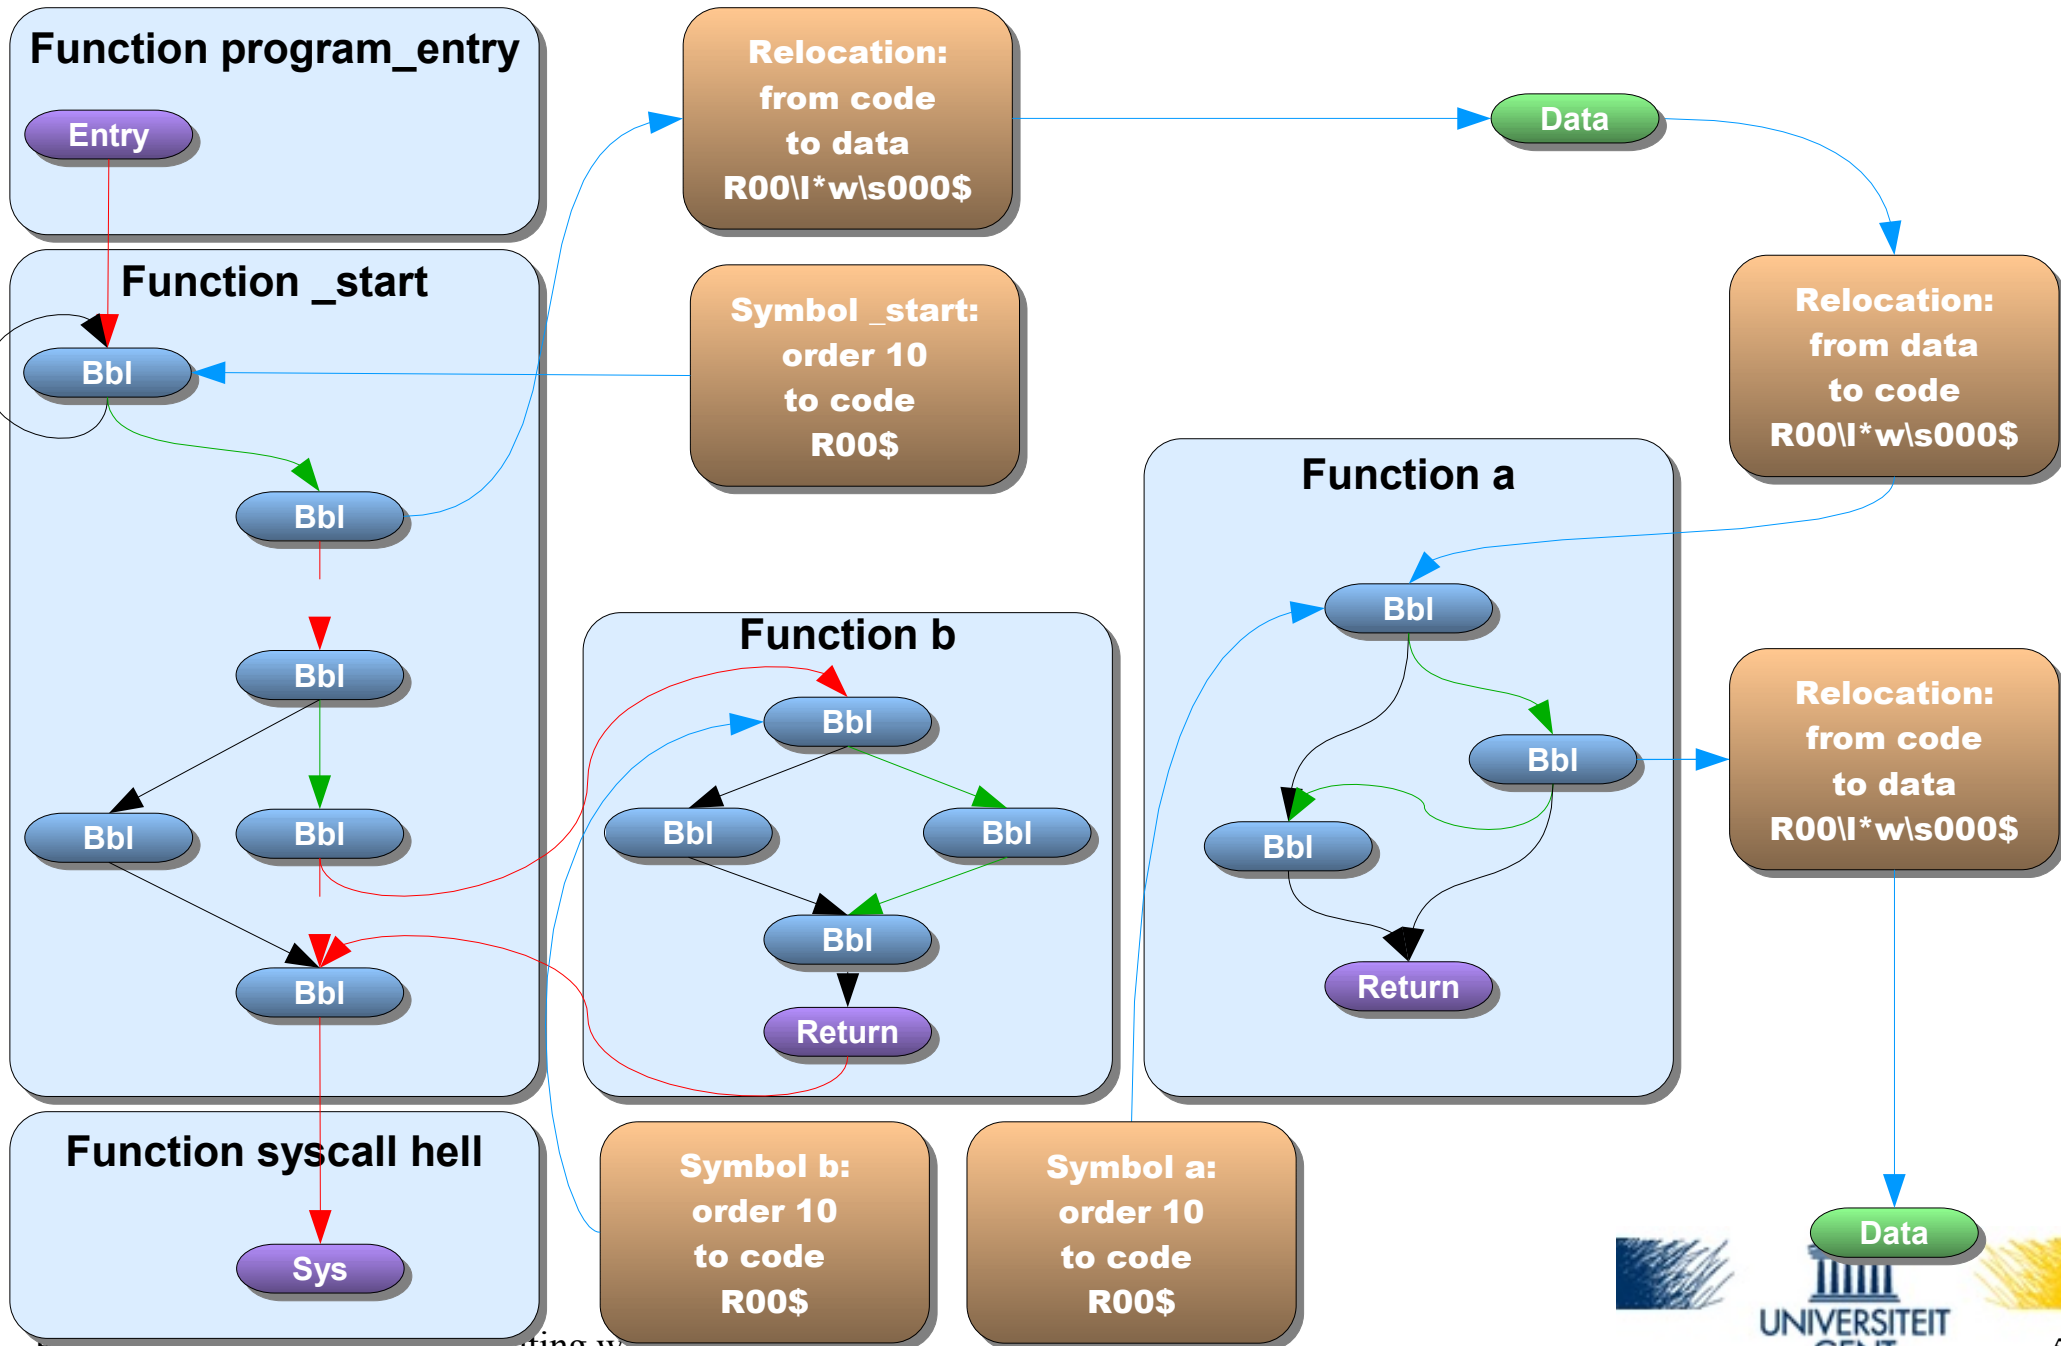 Function program_entry
Entry
Relocation:
from code
to data
R00\l*w\s000$
Data
Function _start
Bbl
Symbol _start:
order 10
to code
R00$
Relocation:
from data
to code
R00\l*w\s000$
Bbl
Function a
Bbl
Bbl
Bbl
Return
Bbl
Bbl
Bbl
Bbl
Function b
Bbl
Bbl
Bbl
Bbl
Return
Relocation:
from code
to data
R00\l*w\s000$
Data
Function syscall hell
Sys
Symbol b:
order 10
to code
R00$
Symbol a:
order 10
to code
R00$
UNIVERSITEIT
GENT